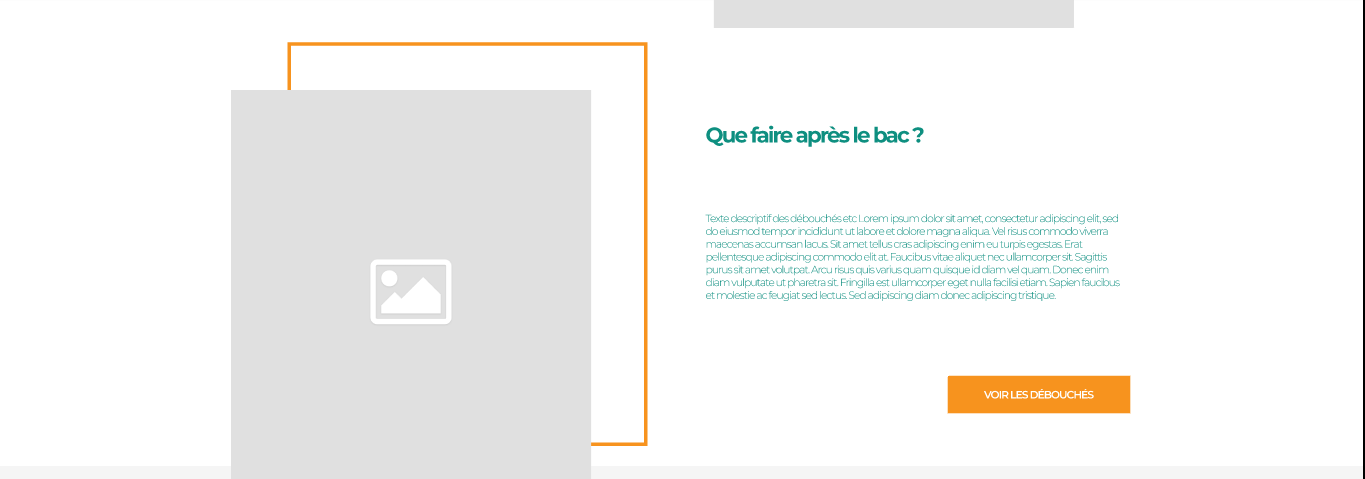 Que faire après le bac ?
Texte descriptif des débouchés etc Lorem ipsum dolor sit amet, consectetur adipiscing elit, sed
do eiusmod tempor incididunt ut labore et dolore magna aliqua. Vel risus commodo viverra
maecenas accumsan lacus. Sit amet tellus cras adipiscing enim eu turpis egestas. Erat
pellentesque adipiscing commodo elit at. Faucibus vitae aliquet nec ullamcorper sit. Sagittis
purus sit amet volutpat. Arcu risus quis varius quam quisque id diam vel quam. Donec enim
diam vulputate ut pharetra sit. Fringilla est ullamcorper eget nulla facilisi etiam. Sapien faucibus
et molestie ac feugiat sed lectus. Sed adipiscing diam donec adipiscing tristique.
VOIR LES DÉBOUCHÉS